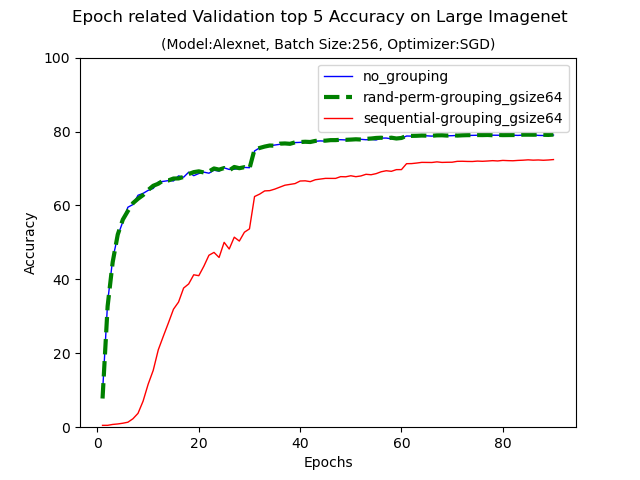 Epoch related Validation top 5 Accuracy on Large Imagenet
(Model:Alexnet, Batch Size:256, Optimizer:SGD)
no_grouping
rand-perm-grouping_gsize64
sequential-grouping_gsize64
Accuracy
100
80
60
40
20
0
0 20 40 60 80
Epochs